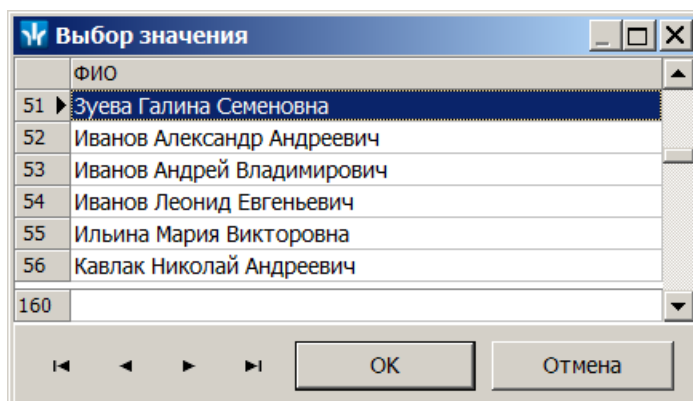 Выбор значения
ФИО
51 Зуева Галина Семеновна
52 Иванов Александр Андреевич
53 Иванов Андрей Владимирович
54 Иванов Леонид Евгеньевич
55 Ильина Мария Викторовна
56 Кавлак Николай Андреевич
160
OK Отмена